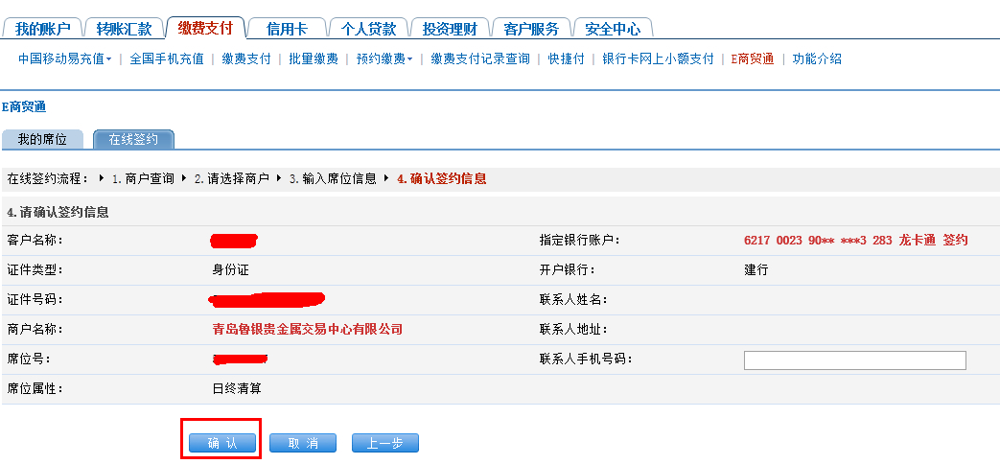 我的账户 转账汇款 缴费支付 信用卡 个人贷款 投资理财 客户服务 安全中心
中国移动易充值 | 全国手机充值 | 缴费支付 | 批量缴费 | 预约缴费 | 缴费支付记录查询 | 快捷付 | 银行卡网上小额支付 | E商贸通 | 功能介绍
E商贸通
我的席位 在线签约
在线签约流程: 1.商户查询 2.请选择商户 3.输入席位信息 4.确认签约信息
4.请确认签约信息
客户名称: 指定银行账户: 6217 0023 90** ***3 283 龙卡通 签约
证件类型: 身份证 开户银行: 建行
证件号码: 联系人姓名:
商户名称: 青岛鲁银贵金属交易中心有限公司 联系人地址:
席位号: 联系人手机号码:
席位属性: 日终清算
确 认 取 消 上一步